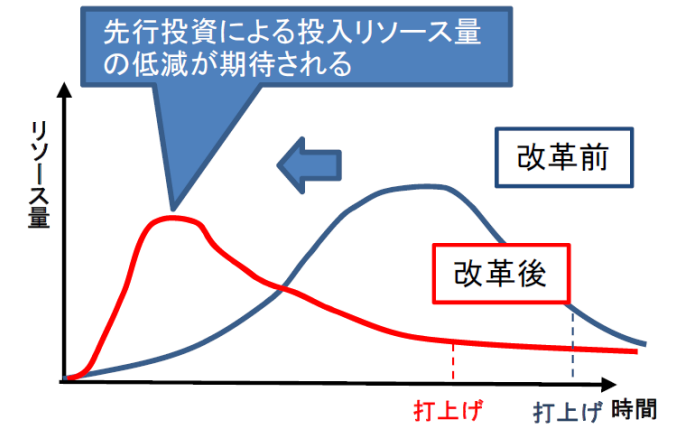 先行投資による投入リソース量
の低減が期待される
リソース量
改革前
改革後
打上げ
打上げ
時間